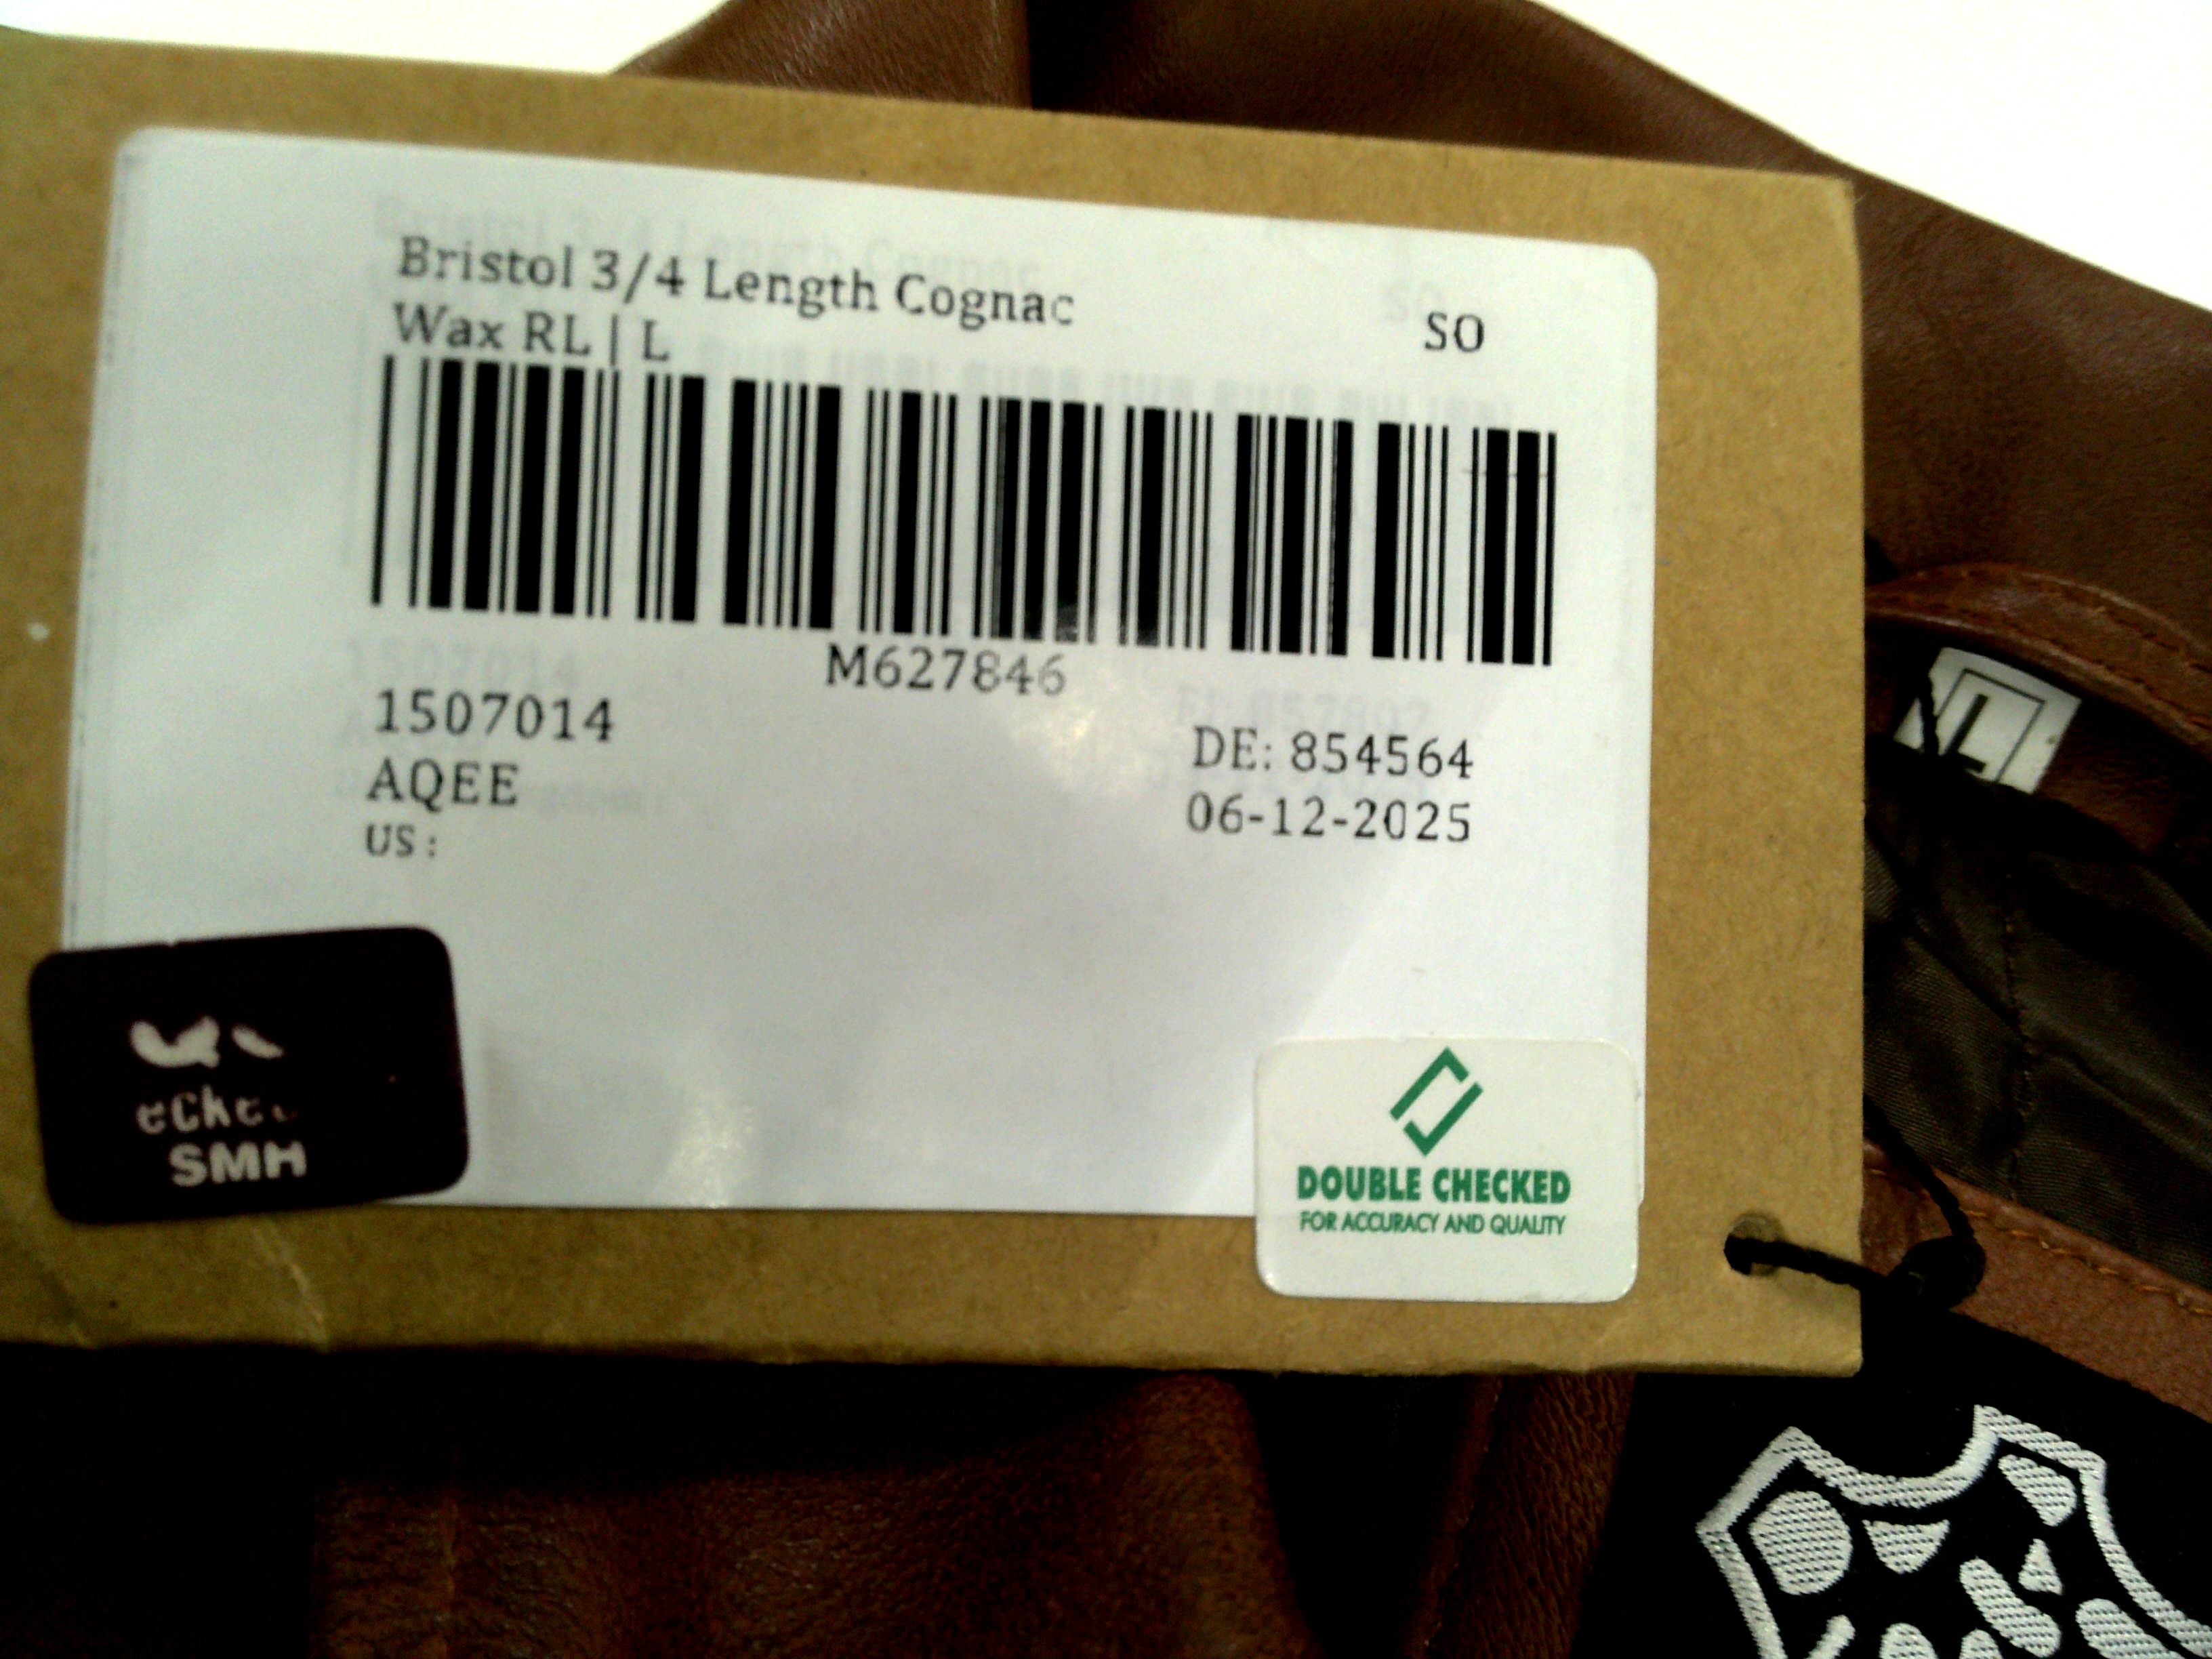 Bristol 3/4 Length Cognac
Wax RL | L
SO
M627846
1507014
AQEE
US :
DE: 854564
06-12-2025
SMH
DOUBLE CHECKED
FOR ACCURACY AND QUALITY
L